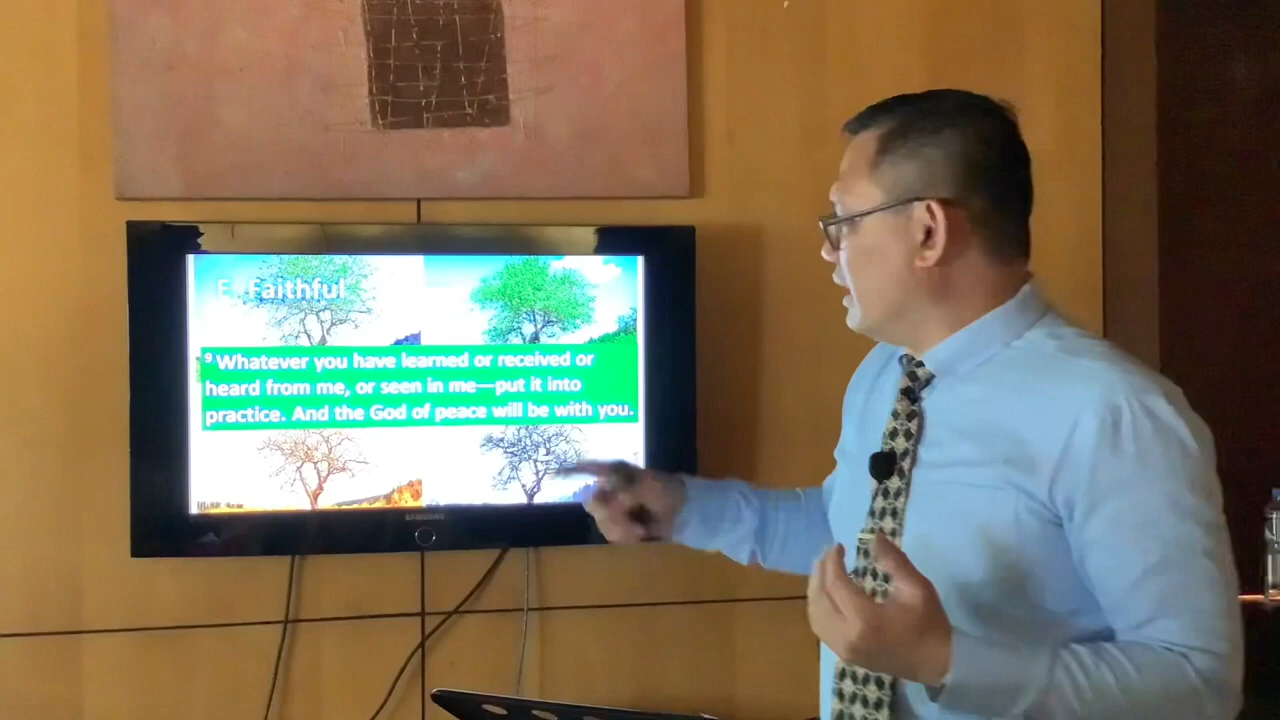 E. Faithful
9 Whatever you have learned or received or
heard from me, or seen in me—put it into
practice. And the God of peace will be with you.
SAMSUNG